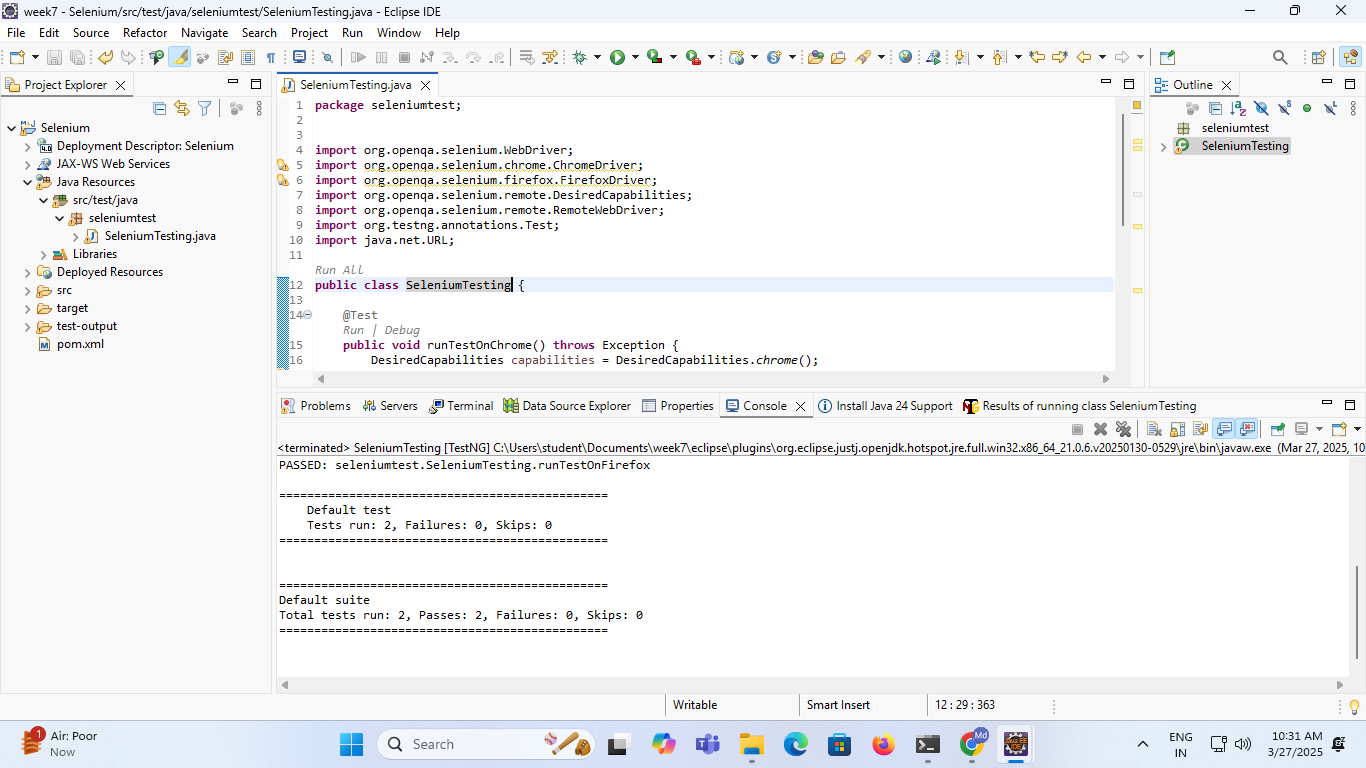 week7 - Selenium/src/test/java/seleniumtest/SeleniumTesting.java - Eclipse IDE
File Edit Source Refactor Navigate Search Project Run Window Help
Project Explorer
Selenium
Deployment Descriptor: Selenium
JAX-WS Web Services
Java Resources
src/test/java
seleniumtest
SeleniumTesting.java
Libraries
Deployed Resources
src
target
test-output
pom.xml
SeleniumTesting.java
1 package seleniumtest;
2
3
4 import org.openqa.selenium.WebDriver;
5 import org.openqa.selenium.chrome.ChromeDriver;
6 import org.openqa.selenium.firefox.FirefoxDriver;
7 import org.openqa.selenium.remote.DesiredCapabilities;
8 import org.openqa.selenium.remote.RemoteWebDriver;
9 import org.testng.annotations.Test;
10 import java.net.URL;
11
Run All
12 public class SeleniumTesting {
13
14 @Test
Run | Debug
15 public void runTestOnChrome() throws Exception {
16 DesiredCapabilities capabilities = DesiredCapabilities.chrome();
Outline
seleniumtest
SeleniumTesting
Problems Servers Terminal Data Source Explorer Properties Console Install Java 24 Support Results of running class SeleniumTesting
<terminated> SeleniumTesting [TestNG] C:\Users\student\Documents\week7\eclipse\plugins\org.eclipse.justj.openjdk.hotspot.jre.full.win32.x86_64_21.0.6.v20250130-0529\jre\bin\javaw.exe (Mar 27, 2025, 10
PASSED: seleniumtest.SeleniumTesting.runTestOnFirefox
===============================================
Default test
Tests run: 2, Failures: 0, Skips: 0
===============================================
===============================================
Default suite
Total tests run: 2, Passes: 2, Failures: 0, Skips: 0
===============================================
Writable Smart Insert 12 : 29 : 363
1
Air: Poor
Now
Search
Md
ENG
IN
10:31 AM
3/27/2025